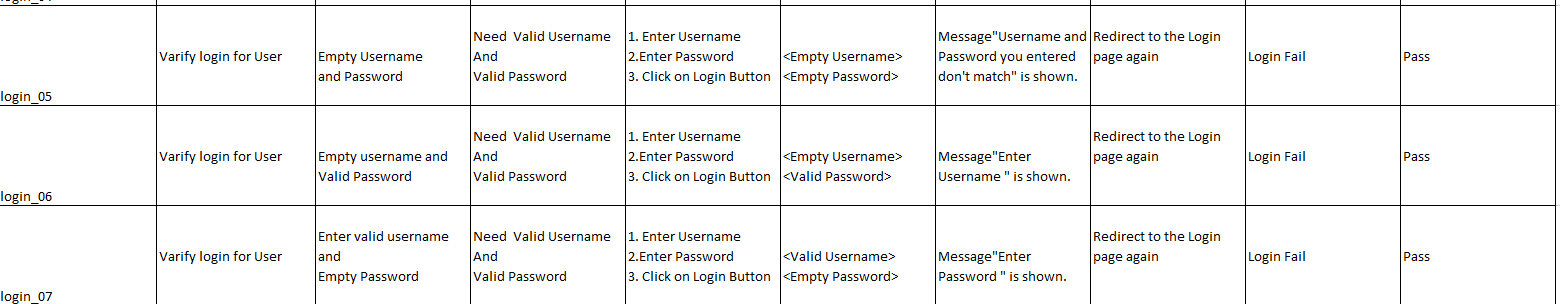 login_05
Varify login for User
Empty Username
and Password
Need  Valid Username
And
Valid Password
1. Enter Username
2.Enter Password
3. Click on Login Button
<Empty Username>
<Empty Password>
Message"Username and
Password you entered
don't match" is shown.
Redirect to the Login
page again
Login Fail
Pass
login_06
Varify login for User
Empty username and
Valid Password
Need  Valid Username
And
Valid Password
1. Enter Username
2.Enter Password
3. Click on Login Button
<Empty Username>
<Valid Password>
Message"Enter
Username " is shown.
Redirect to the Login
page again
Login Fail
Pass
login_07
Varify login for User
Enter valid username
and
Empty Password
Need  Valid Username
And
Valid Password
1. Enter Username
2.Enter Password
3. Click on Login Button
<Valid Username>
<Empty Password>
Message"Enter
Password " is shown.
Redirect to the Login
page again
Login Fail
Pass